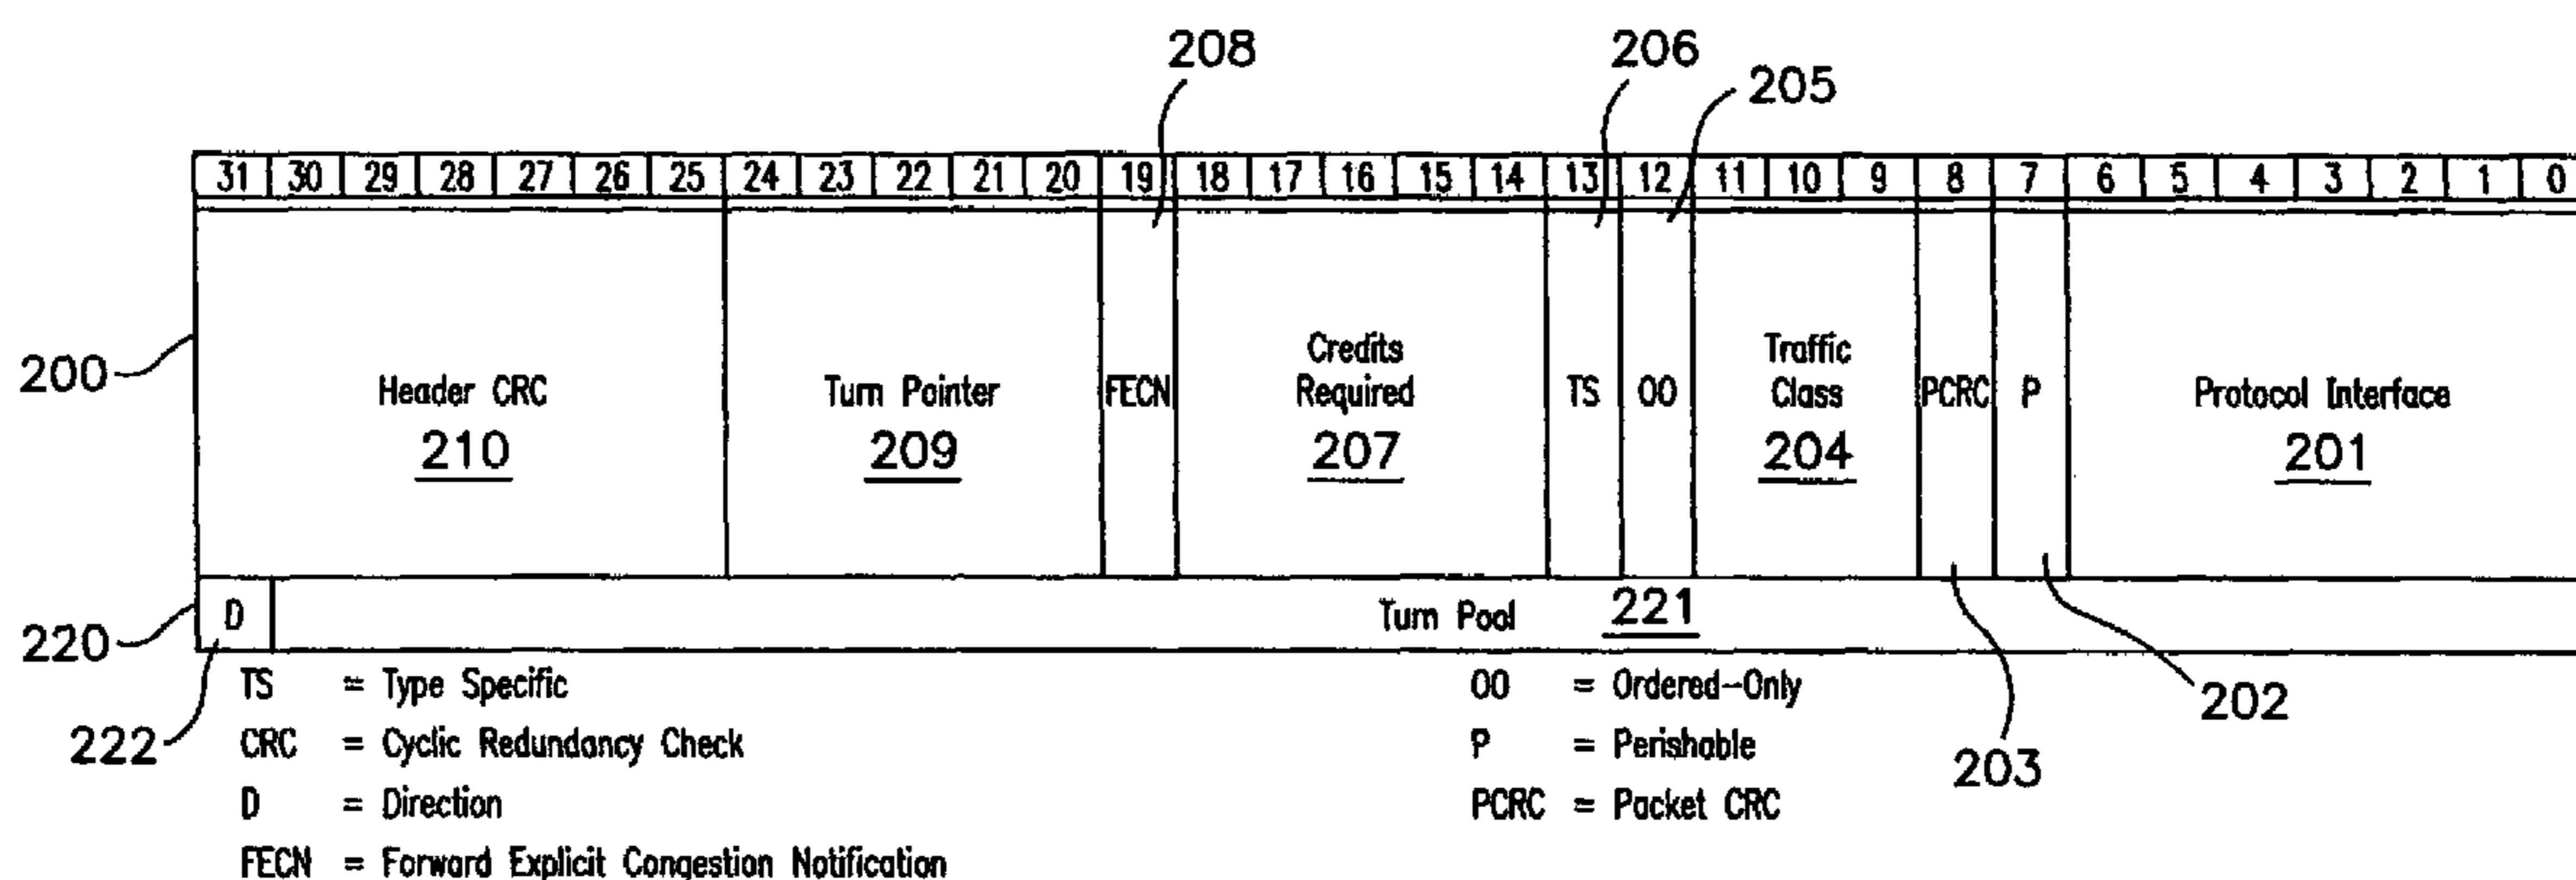 208 206
205
31 30 29 28 27 26 25 24 23 22 21 20 19 18 17 16 15 14 13 12 11 10 9 8 7 6 5 4 3 2 1 0
200
Header CRC
210
Turn Pointer
209
FECN
Credits
Required
207
TS
OO
Traffic
Class
204
PCRC
P
Protocol Interface
201
220
D
Turn Pool 221
222
203
202
TS = Type Specific
CRC = Cyclic Redundancy Check
D = Direction
FECN = Forward Explicit Congestion Notification
OO = Ordered-Only
P = Perishable
PCRC = Packet CRC